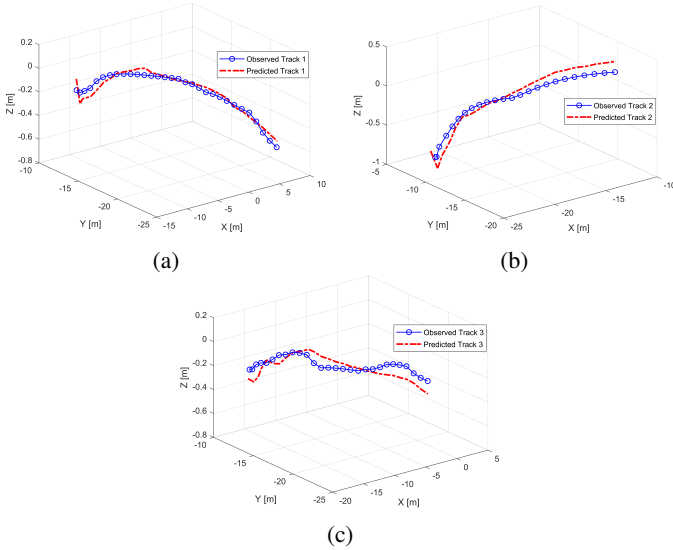 0.2
0
-0.2
-0.4
-0.6
-0.8
Z [m]
-10
-15
-20
-25
Y [m]
-15
-10
-5
0
5
10
X [m]
Observed Track 1
Predicted Track 1
(a)
0.5
0
-0.5
-1
Z [m]
-5
-10
-15
-20
Y [m]
-25
-20
-15
-10
X [m]
Observed Track 2
Predicted Track 2
(b)
0.2
0
-0.2
-0.4
-0.6
-0.8
Z [m]
-10
-15
-20
-25
Y [m]
-20
-15
-10
-5
0
5
X [m]
Observed Track 3
Predicted Track 3
(c)